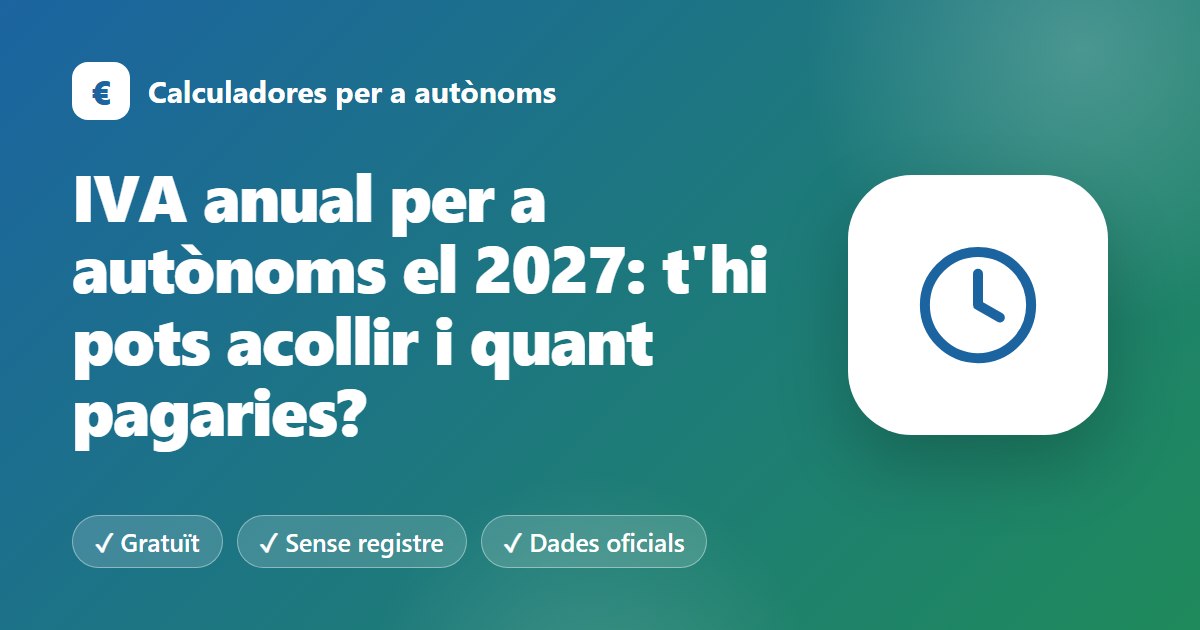 €
Calculadores per a autònoms
IVA anual per a
autònoms el 2027: t'hi
pots acollir i quant
pagaries?
✓ Gratuït
✓ Sense registre
✓ Dades oficials